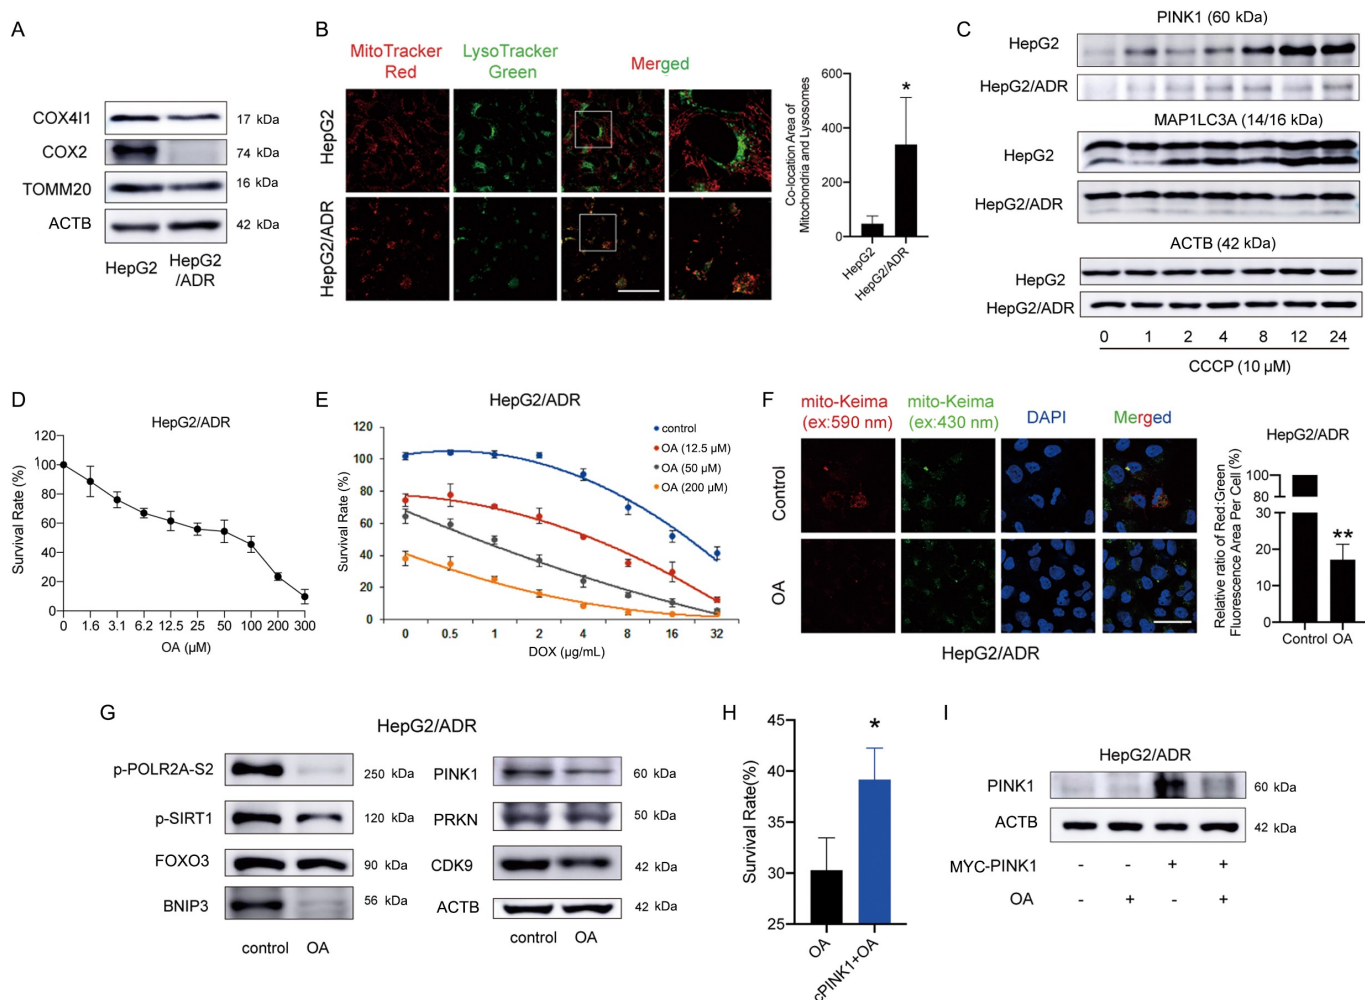 A
COX4I1
17 kDa
COX2
74 kDa
TOMM20
16 kDa
ACTB
42 kDa
HepG2
HepG2
/ADR
B
MitoTracker
Red
LysoTracker
Green
Merged
HepG2
HepG2/ADR
Co-location Area of
Mitochondria and Lysosomes
600
400
200
0
*
HepG2
HepG2/ADR
C
PINK1 (60 kDa)
HepG2
HepG2/ADR
MAP1LC3A (14/16 kDa)
HepG2
HepG2/ADR
ACTB (42 kDa)
HepG2
HepG2/ADR
0 1 2 4 8 12 24
CCCP (10 µM)
D
HepG2/ADR
Survival Rate (%)
120
100
80
60
40
20
0
0 1.6 3.1 6.2 12.5 25 50 100 200 300
OA (µM)
E
HepG2/ADR
Survival Rate (%)
120
100
80
60
40
20
0
control
OA (12.5 µM)
OA (50 µM)
OA (200 µM)
0 0.5 1 2 4 8 16 32
DOX (µg/mL)
F
mito-Keima
(ex:590 nm)
mito-Keima
(ex:430 nm)
DAPI
Merged
Control
OA
HepG2/ADR
HepG2/ADR
Relative ratio of Red:Green
Fluorescence Area Per Cell (%)
100
80
30
20
10
0
**
Control OA
G
HepG2/ADR
p-POLR2A-S2
250 kDa
p-SIRT1
120 kDa
FOXO3
90 kDa
BNIP3
56 kDa
control OA
PINK1
60 kDa
PRKN
50 kDa
CDK9
42 kDa
ACTB
42 kDa
control OA
H
Survival Rate(%)
45
40
35
30
25
*
OA
cPINK1+OA
I
HepG2/ADR
PINK1
60 kDa
ACTB
42 kDa
MYC-PINK1 - - + +
OA - + - +